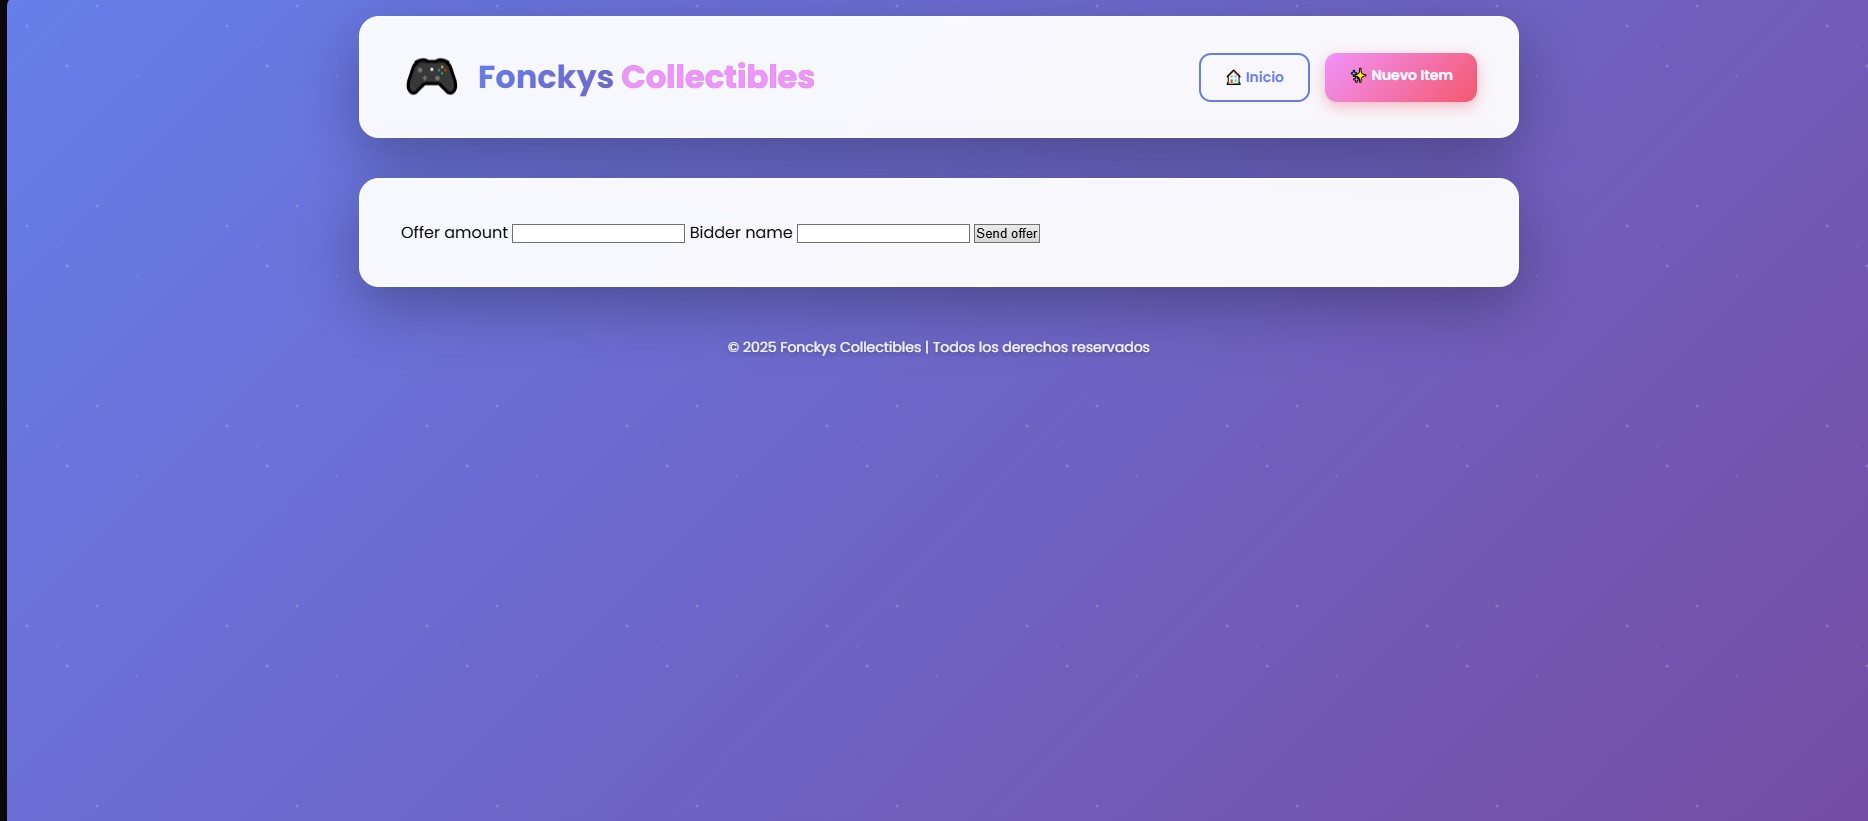 Fonckys Collectibles
Inicio
Nuevo Item
Offer amount Bidder name Send offer
© 2025 Fonckys Collectibles | Todos los derechos reservados